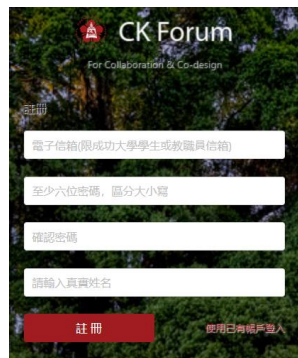 CK Forum
For Collaboration & Co-design
註冊
電子信箱(限成功大學學生或教職員信箱)
至少六位密碼，區分大小寫
確認密碼
請輸入真實姓名
註冊
使用已有帳戶登入